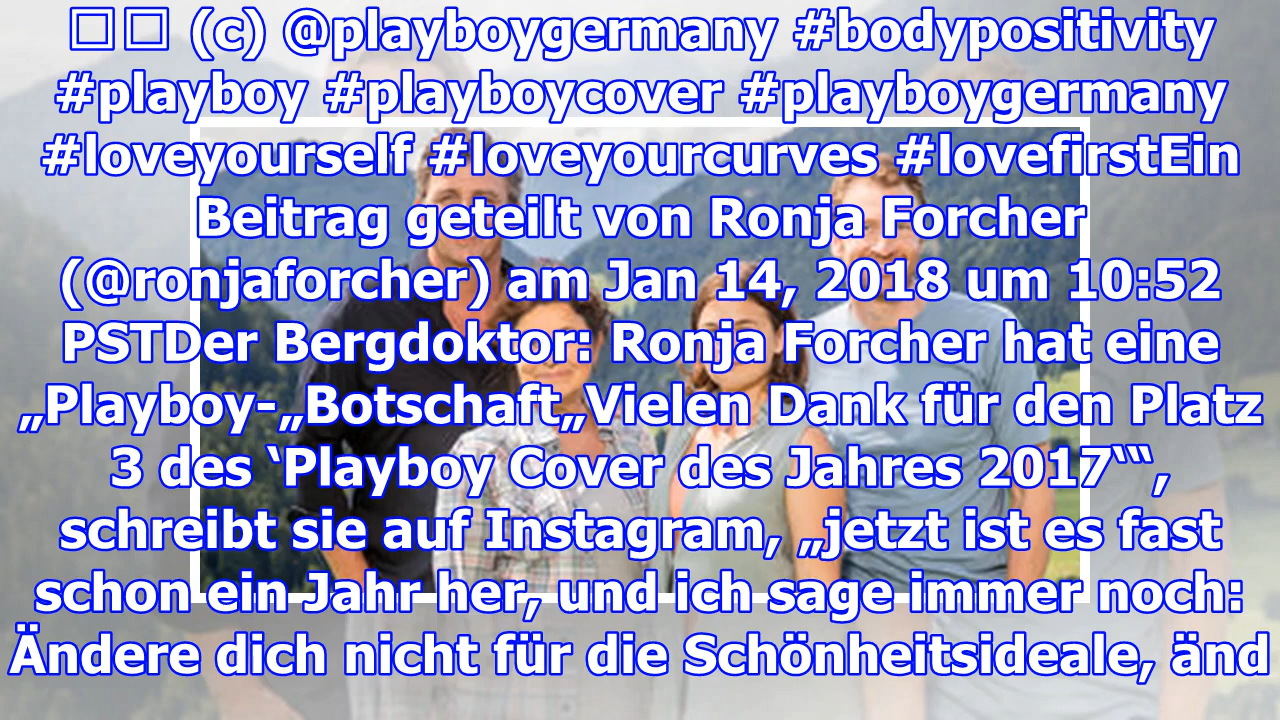 (c) @playboygermany #bodypositivity
#playboy #playboycover #playboygermany
#loveyourself #loveyourcurves #lovefirstEin
Beitrag geteilt von Ronja Forcher
(@ronjaforcher) am Jan 14, 2018 um 10:52
PSTDer Bergdoktor: Ronja Forcher hat eine
„Playboy-„Botschaft„Vielen Dank für den Platz
3 des ‘Playboy Cover des Jahres 2017‘“,
schreibt sie auf Instagram, „jetzt ist es fast
schon ein Jahr her, und ich sage immer noch:
Ändere dich nicht für die Schönheitsideale, änd